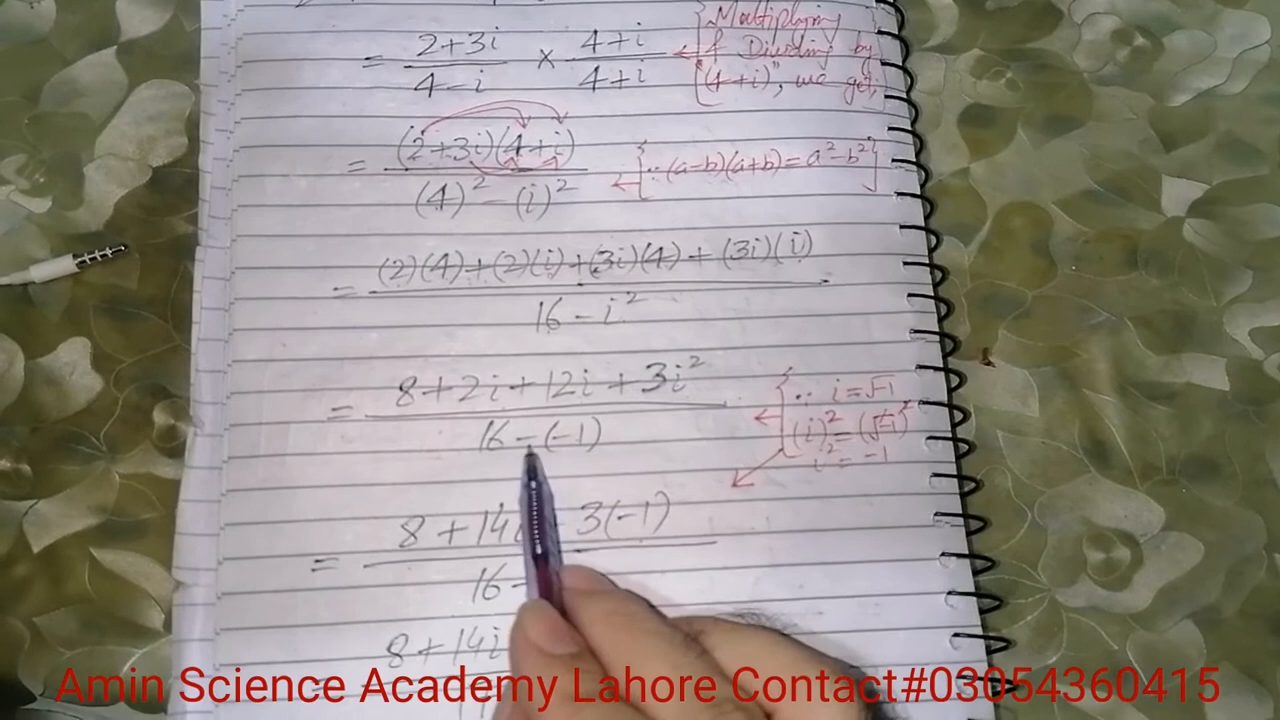 = 2+3i / 4-i × 4+i / 4+i ← { Multiplying
& Dividing by
"(4+i)", we get;
= (2+3i)(4+i) / (4)² - (i)² ← { ∵ (a-b)(a+b) = a²-b² }
= (2)(4)+(2)(i)+(3i)(4)+(3i)(i) / 16 - i²
= 8+2i+12i+3i² / 16-(-1) ← { ∵ i = √-1
(i)² = (√-1)²
i² = -1
= 8+14i 3(-1) / 16
= 8+14i
Amin Science Academy Lahore Contact#03054360415